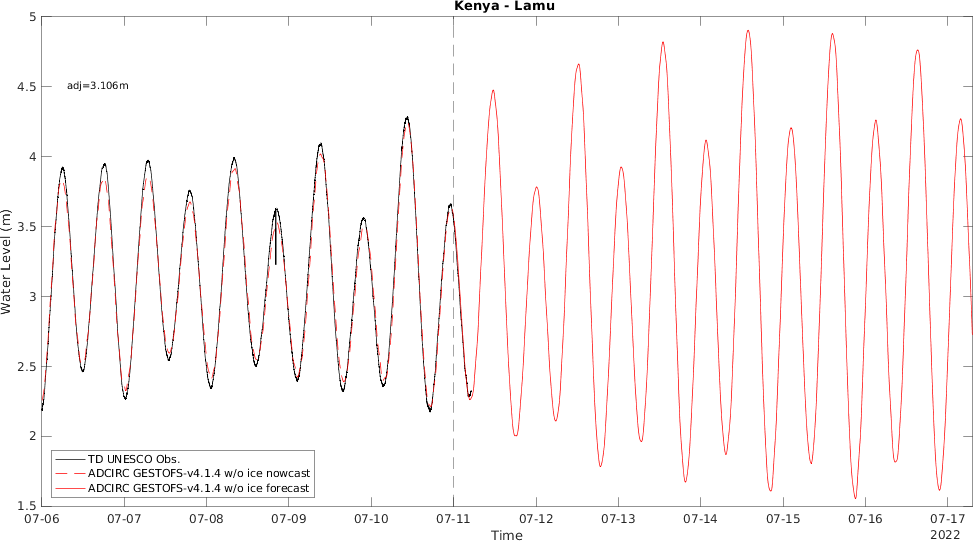 Kenya - Lamu
5
4.5
4
3.5
3
2.5
2
1.5
Water Level (m)
adj=3.106m
TD UNESCO Obs.
ADCIRC GESTOFS-v4.1.4 w/o ice nowcast
ADCIRC GESTOFS-v4.1.4 w/o ice forecast
07-06 07-07 07-08 07-09 07-10 07-11 07-12 07-13 07-14 07-15 07-16 07-17
2022
Time